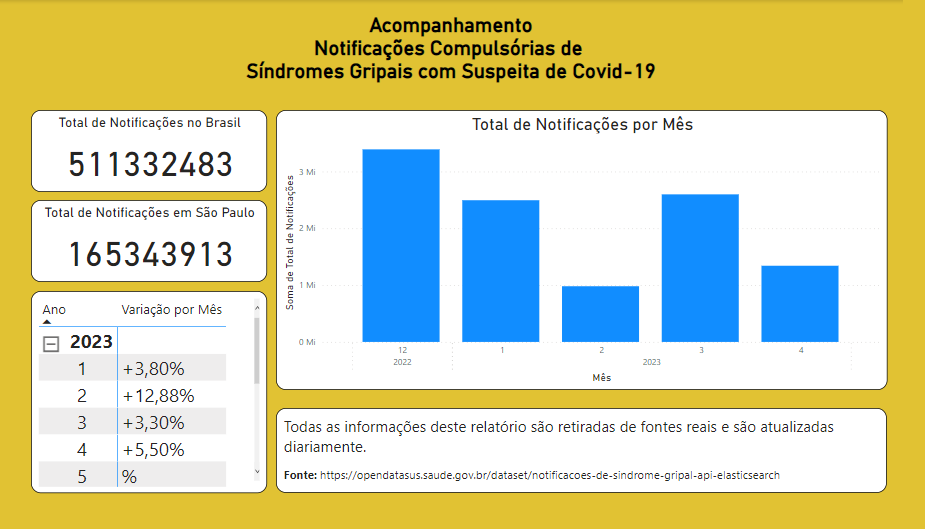 Acompanhamento
Notificações Compulsórias de
Síndromes Gripais com Suspeita de Covid-19
Total de Notificações no Brasil
511332483
Total de Notificações em São Paulo
165343913
Ano Variação por Mês
2023
1 +3,80%
2 +12,88%
3 +3,30%
4 +5,50%
5 %
Total de Notificações por Mês
Soma de Total de Notificações
3 Mi
2 Mi
1 Mi
0 Mi
12 1 2 3 4
2022 2023
Mês
Todas as informações deste relatório são retiradas de fontes reais e são atualizadas
diariamente.
Fonte: https://opendatasus.saude.gov.br/dataset/notificacoes-de-sindrome-gripal-api-elasticsearch